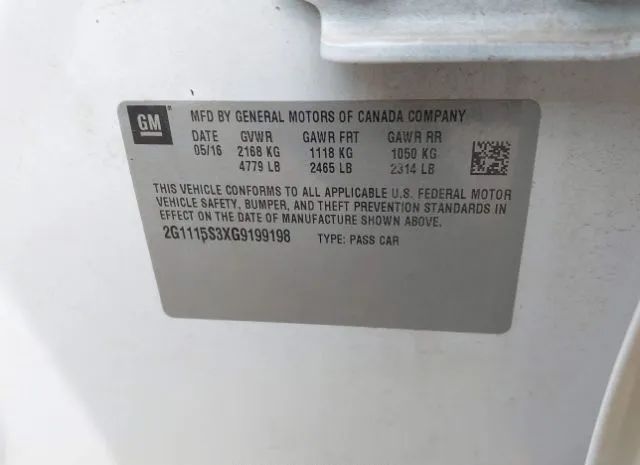 GM
MFD BY GENERAL MOTORS OF CANADA COMPANY
DATE GVWR GAWR FRT GAWR RR
05/16 2168 KG 1118 KG 1050 KG
4779 LB 2465 LB 2314 LB
THIS VEHICLE CONFORMS TO ALL APPLICABLE U.S. FEDERAL MOTOR
VEHICLE SAFETY, BUMPER, AND THEFT PREVENTION STANDARDS IN
EFFECT ON THE DATE OF MANUFACTURE SHOWN ABOVE.
2G1115S3XG9199198 TYPE: PASS CAR